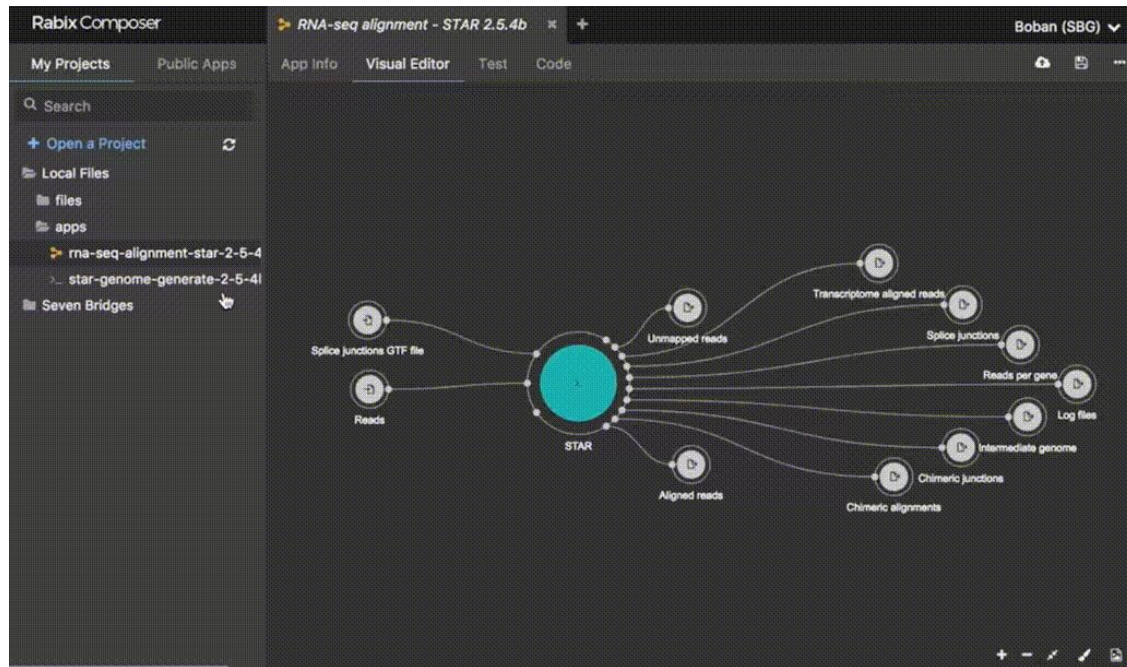 Rabix Composer
RNA-seq alignment - STAR 2.5.4b
Boban (SBG)
My Projects
Public Apps
App Info
Visual Editor
Test
Code
Search
Open a Project
Local Files
files
apps
rna-seq-alignment-star-2-5-4
star-genome-generate-2-5-4
Seven Bridges
Splice junctions GTF file
Reads
STAR
Unmapped reads
Transcriptome aligned reads
Splice junctions
Reads per gene
Log files
Intermediate genome
Chimeric junctions
Chimeric alignments
Aligned reads